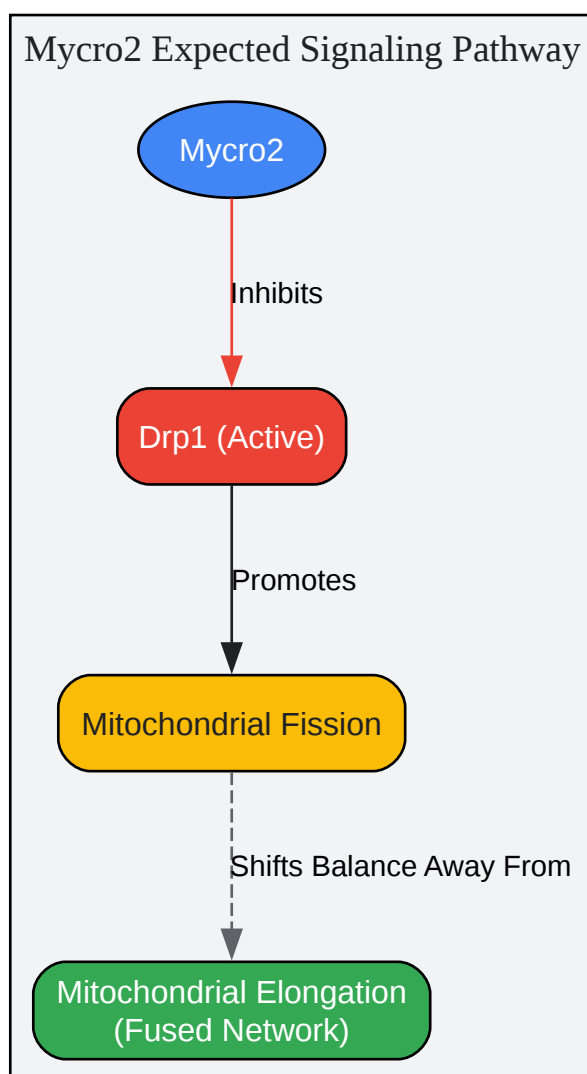 Mycro2 Expected Signaling Pathway
Mycro2
Inhibits
Drp1 (Active)
Promotes
Mitochondrial Fission
Shifts Balance Away From
Mitochondrial Elongation
(Fused Network)